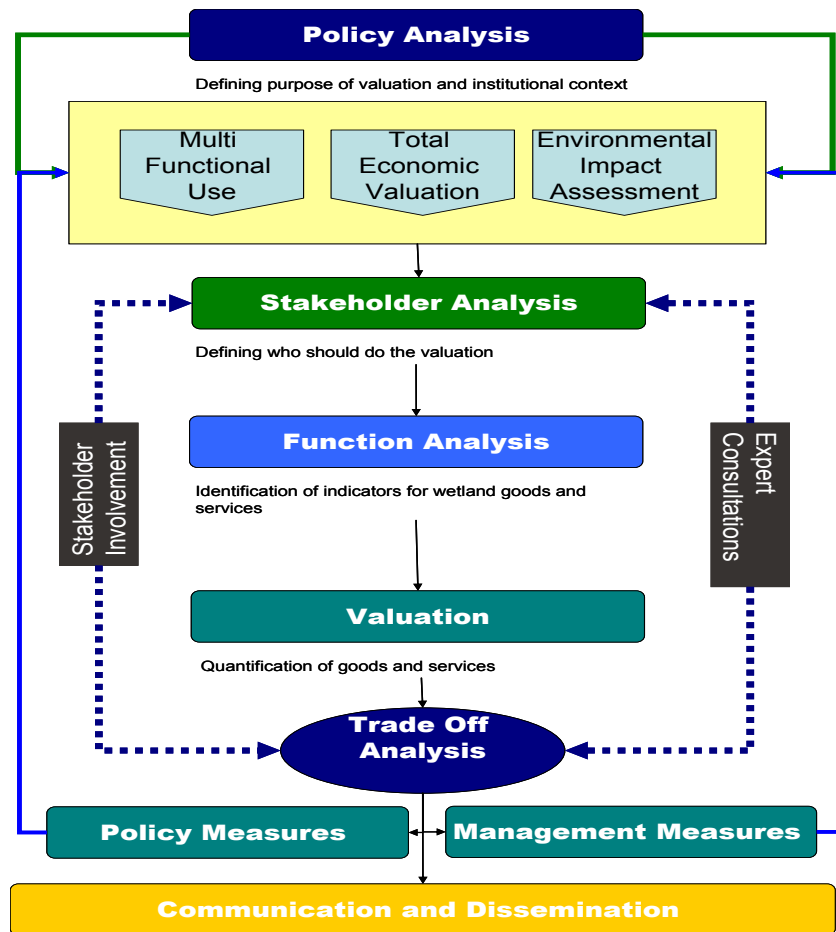 Policy Analysis
Defining purpose of valuation and institutional context
Multi
Functional
Use
Total
Economic
Valuation
Environmental
Impact
Assessment
Stakeholder Analysis
Defining who should do the valuation
Stakeholder
Involvement
Function Analysis
Expert
Consultations
Identification of indicators for wetland goods and
services
Valuation
Quantification of goods and services
Trade Off
Analysis
Policy Measures
Management Measures
Communication and Dissemination